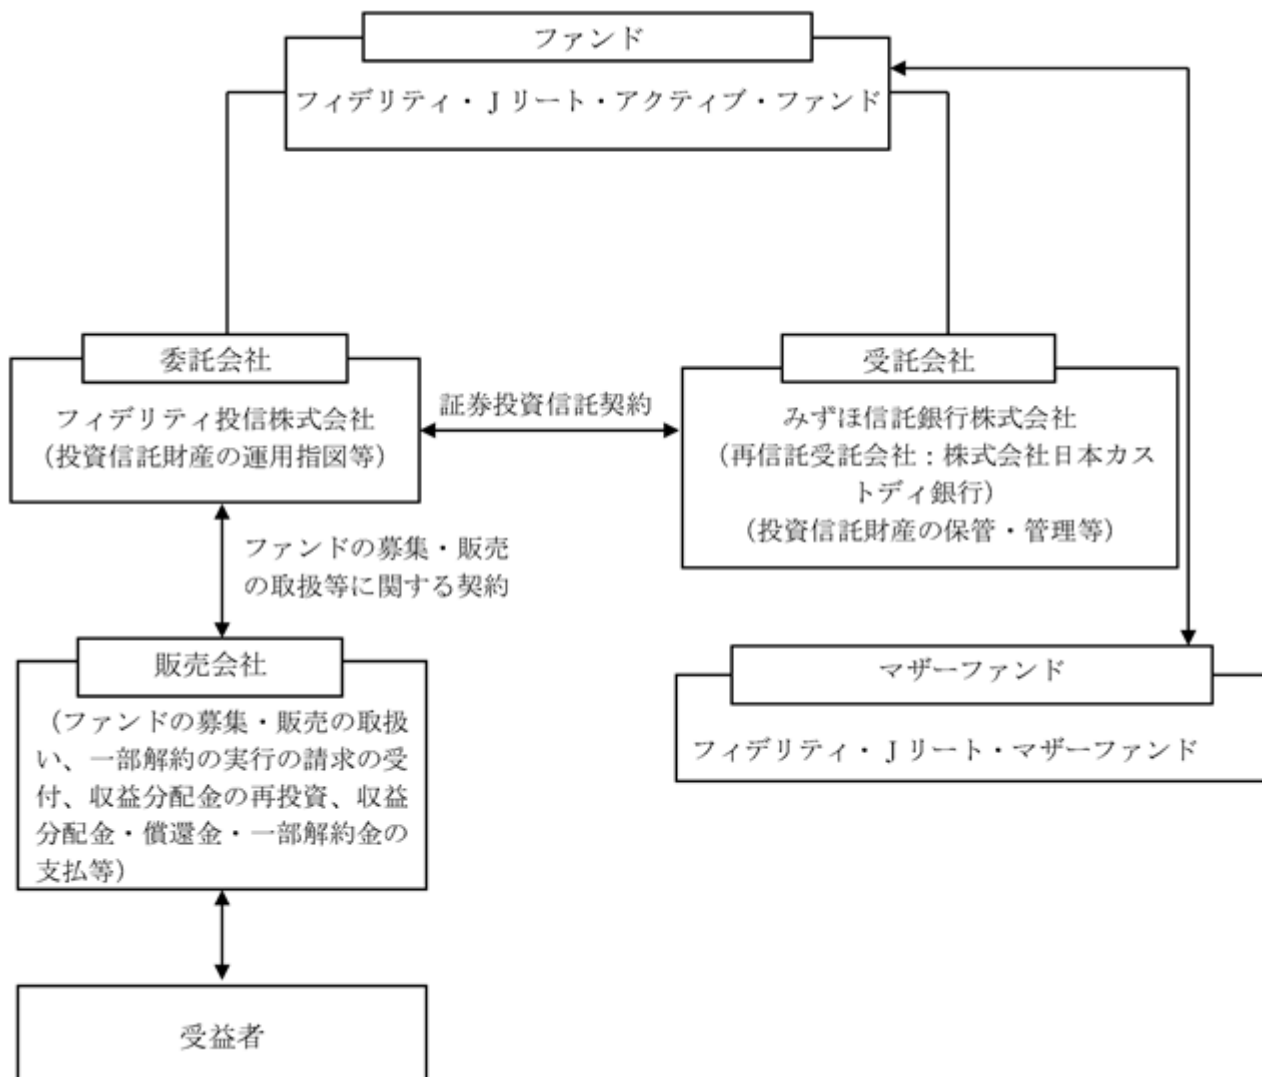 ファンド
フィデリティ・Jリート・アクティブ・ファンド
委託会社
フィデリティ投信株式会社
（投資信託財産の運用指図等）
証券投資信託契約
受託会社
みずほ信託銀行株式会社
（再信託受託会社：株式会社日本カス
トディ銀行）
（投資信託財産の保管・管理等）
ファンドの募集・販売
の取扱等に関する契約
販売会社
（ファンドの募集・販売の取扱
い、一部解約の実行の請求の受
付、収益分配金の再投資、収益
分配金・償還金・一部解約金の
支払等）
マザーファンド
フィデリティ・Jリート・マザーファンド
受益者